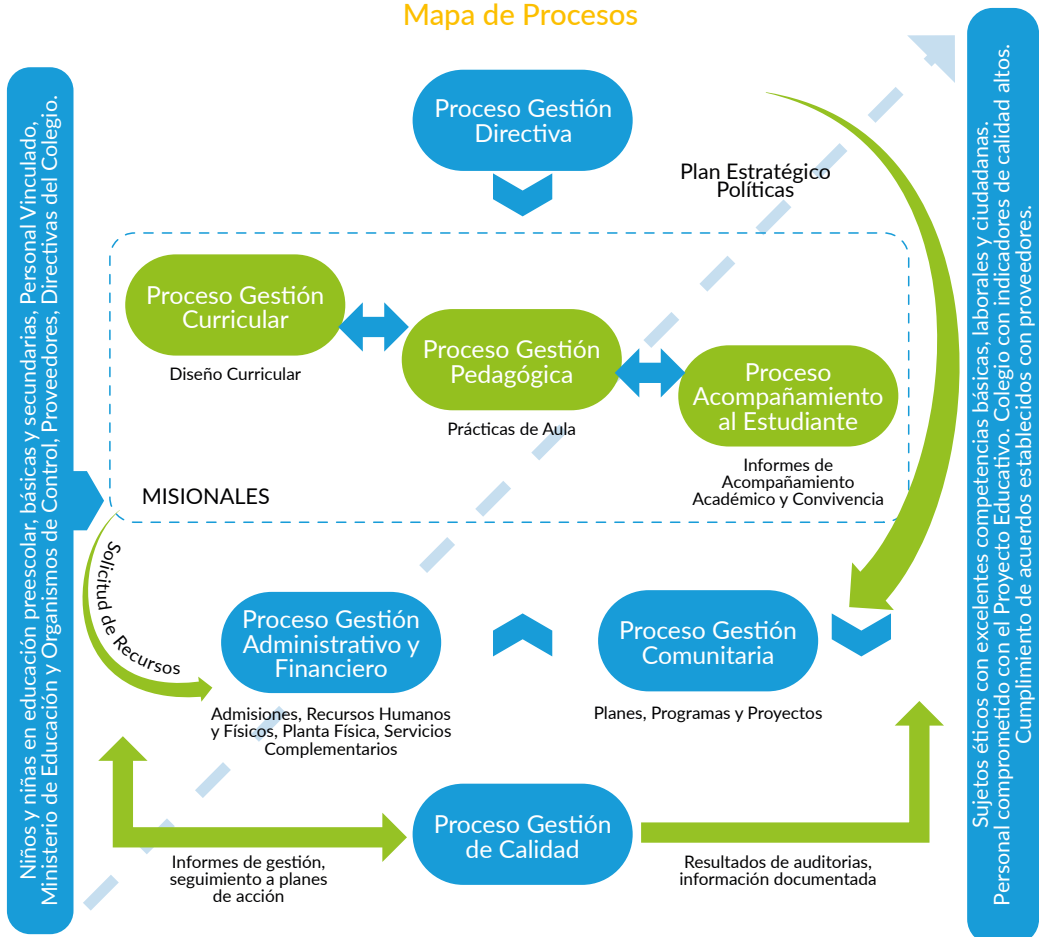 Mapa de Procesos
Niños y niñas en educación preescolar, básicas y secundarias, Personal Vinculado,
Ministerio de Educación y Organismos de Control, Proveedores, Directivas del Colegio.
Proceso Gestión
Directiva
Plan Estratégico
Políticas
Proceso Gestión
Curricular
Diseño Curricular
Proceso Gestión
Pedagógica
Prácticas de Aula
Proceso
Acompañamiento
al Estudiante
Informes de
Acompañamiento
Académico y Convivencia
MISIONALES
Solicitud de Recursos
Proceso Gestión
Administrativo y
Financiero
Admisiones, Recursos Humanos
y Físicos, Planta Física, Servicios
Complementarios
Proceso Gestión
Comunitaria
Planes, Programas y Proyectos
Proceso Gestión
de Calidad
Informes de gestión,
seguimiento a planes
de acción
Resultados de auditorias,
información documentada
Sujetos éticos con excelentes competencias básicas, laborales y ciudadanas.
Personal comprometido con el Proyecto Educativo. Colegio con indicadores de calidad altos.
Cumplimiento de acuerdos establecidos con proveedores.